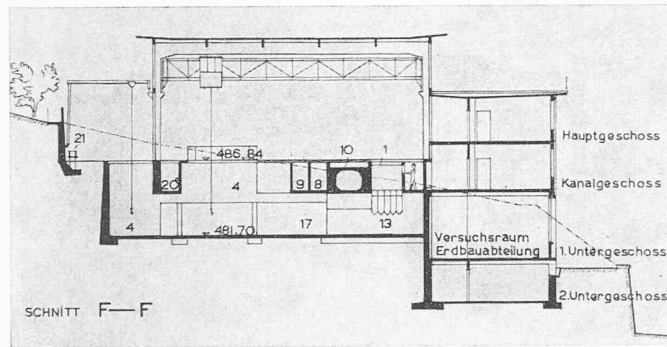 21
486.84
10
1
Hauptgeschoss
20
4
9
8
Kanalgeschoss
4
481.70
17
13
Versuchsraum
Erdbauabteilung
1.Untergeschoss
2.Untergeschoss
SCHNITT F—F